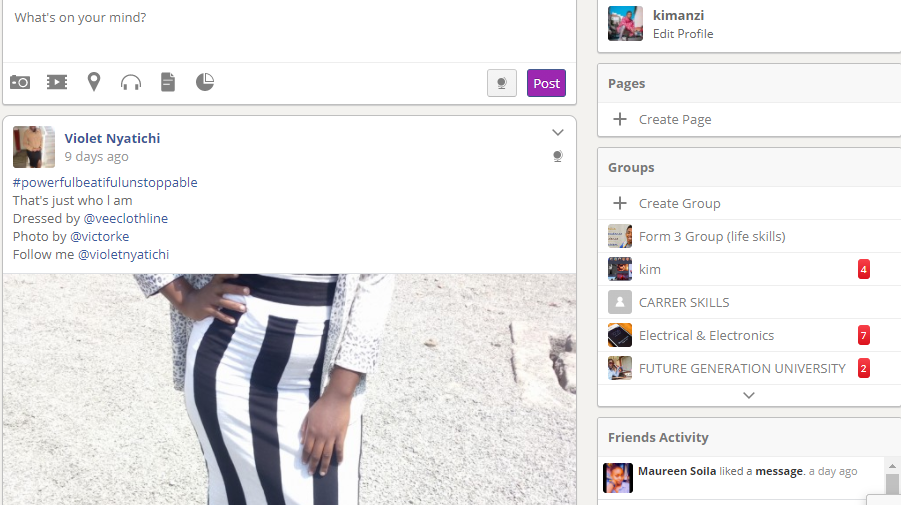 What's on your mind?
Post
Violet Nyatichi
9 days ago
#powerfulbeatifulunstoppable
That's just who I am
Dressed by @veeclothline
Photo by @victorke
Follow me @violetnyatichi
kimanzi
Edit Profile
Pages
Create Page
Groups
Create Group
Form 3 Group (life skills)
kim 4
CARRER SKILLS
Electrical & Electronics 7
FUTURE GENERATION UNIVERSITY 2
Friends Activity
Maureen Soila liked a message. a day ago